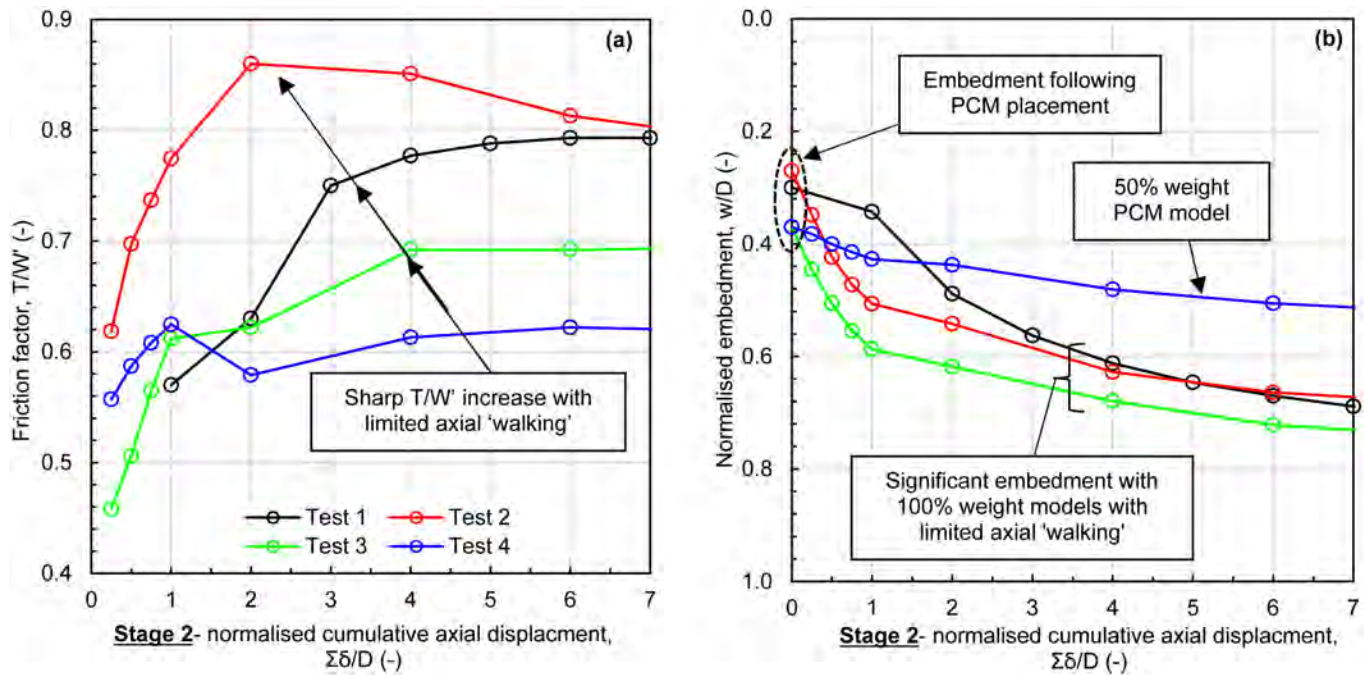 (a)
0.9
0.8
0.7
0.6
0.5
0.4
Friction factor, T/W' (-)
Sharp T/W' increase with
limited axial 'walking'
Test 1
Test 2
Test 3
Test 4
0 1 2 3 4 5 6 7
Stage 2- normalised cumulative axial displacment,
Σδ/D (-)
(b)
0.0
0.2
0.4
0.6
0.8
1.0
Normalised embedment, w/D (-)
Embedment following
PCM placement
50% weight
PCM model
Significant embedment with
100% weight models with
limited axial 'walking'
0 1 2 3 4 5 6 7
Stage 2- normalised cumulative axial displacment,
Σδ/D (-)